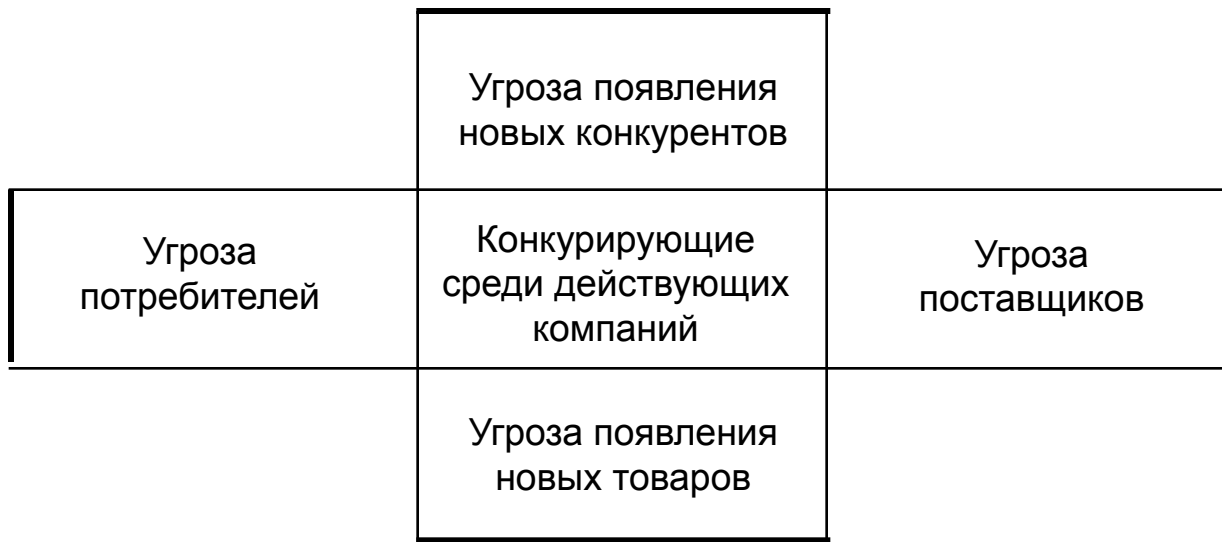 Угроза появления
новых конкурентов
Угроза
потребителей
Конкурирующие
среди действующих
компаний
Угроза
поставщиков
Угроза появления
новых товаров